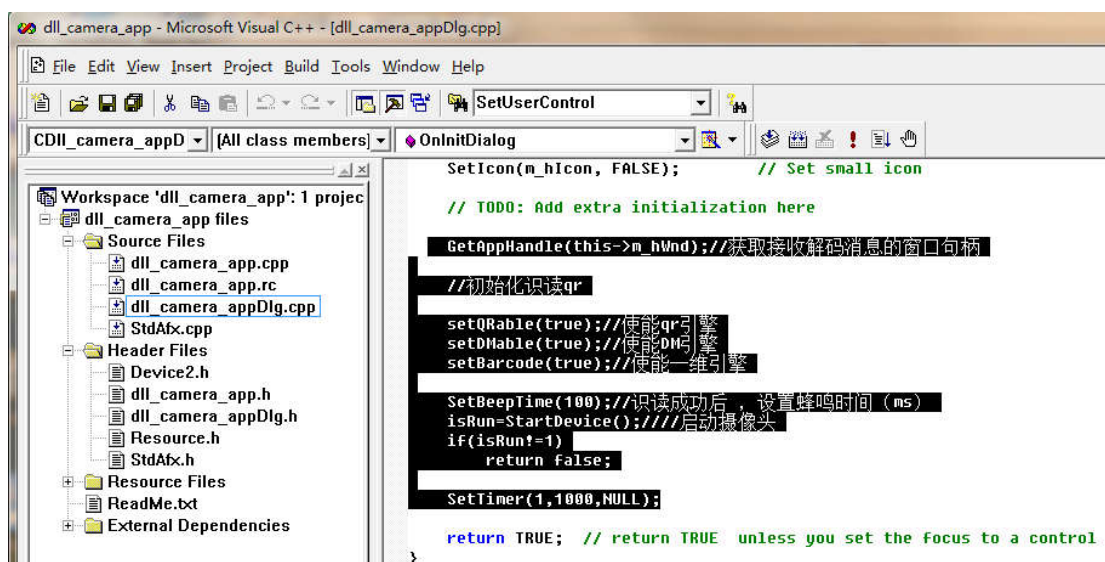 dll_camera_app - Microsoft Visual C++ - [dll_camera_appDlg.cpp]
File Edit View Insert Project Build Tools Window Help
SetUserControl
CDll_camera_appD [All class members] OnInitDialog
Workspace 'dll_camera_app': 1 projec
dll_camera_app files
Source Files
dll_camera_app.cpp
dll_camera_app.rc
dll_camera_appDlg.cpp
StdAfx.cpp
Header Files
Device2.h
dll_camera_app.h
dll_camera_appDlg.h
Resource.h
StdAfx.h
Resource Files
ReadMe.txt
External Dependencies
SetIcon(m_hIcon, FALSE); // Set small icon
// TODO: Add extra initialization here
GetAppHandle(this->m_hWnd);//获取接收解码消息的窗口句柄
//初始化识读qr
setQRable(true);//使能qr引擎
setDMable(true);//使能DM引擎
setBarcode(true);//使能一维引擎
SetBeepTime(100);//识读成功后 ，设置蜂鸣时间（ms）
isRun=StartDevice();////启动摄像头
if(isRun!=1)
return false;
SetTimer(1,1000,NULL);
return TRUE; // return TRUE unless you set the focus to a control
}